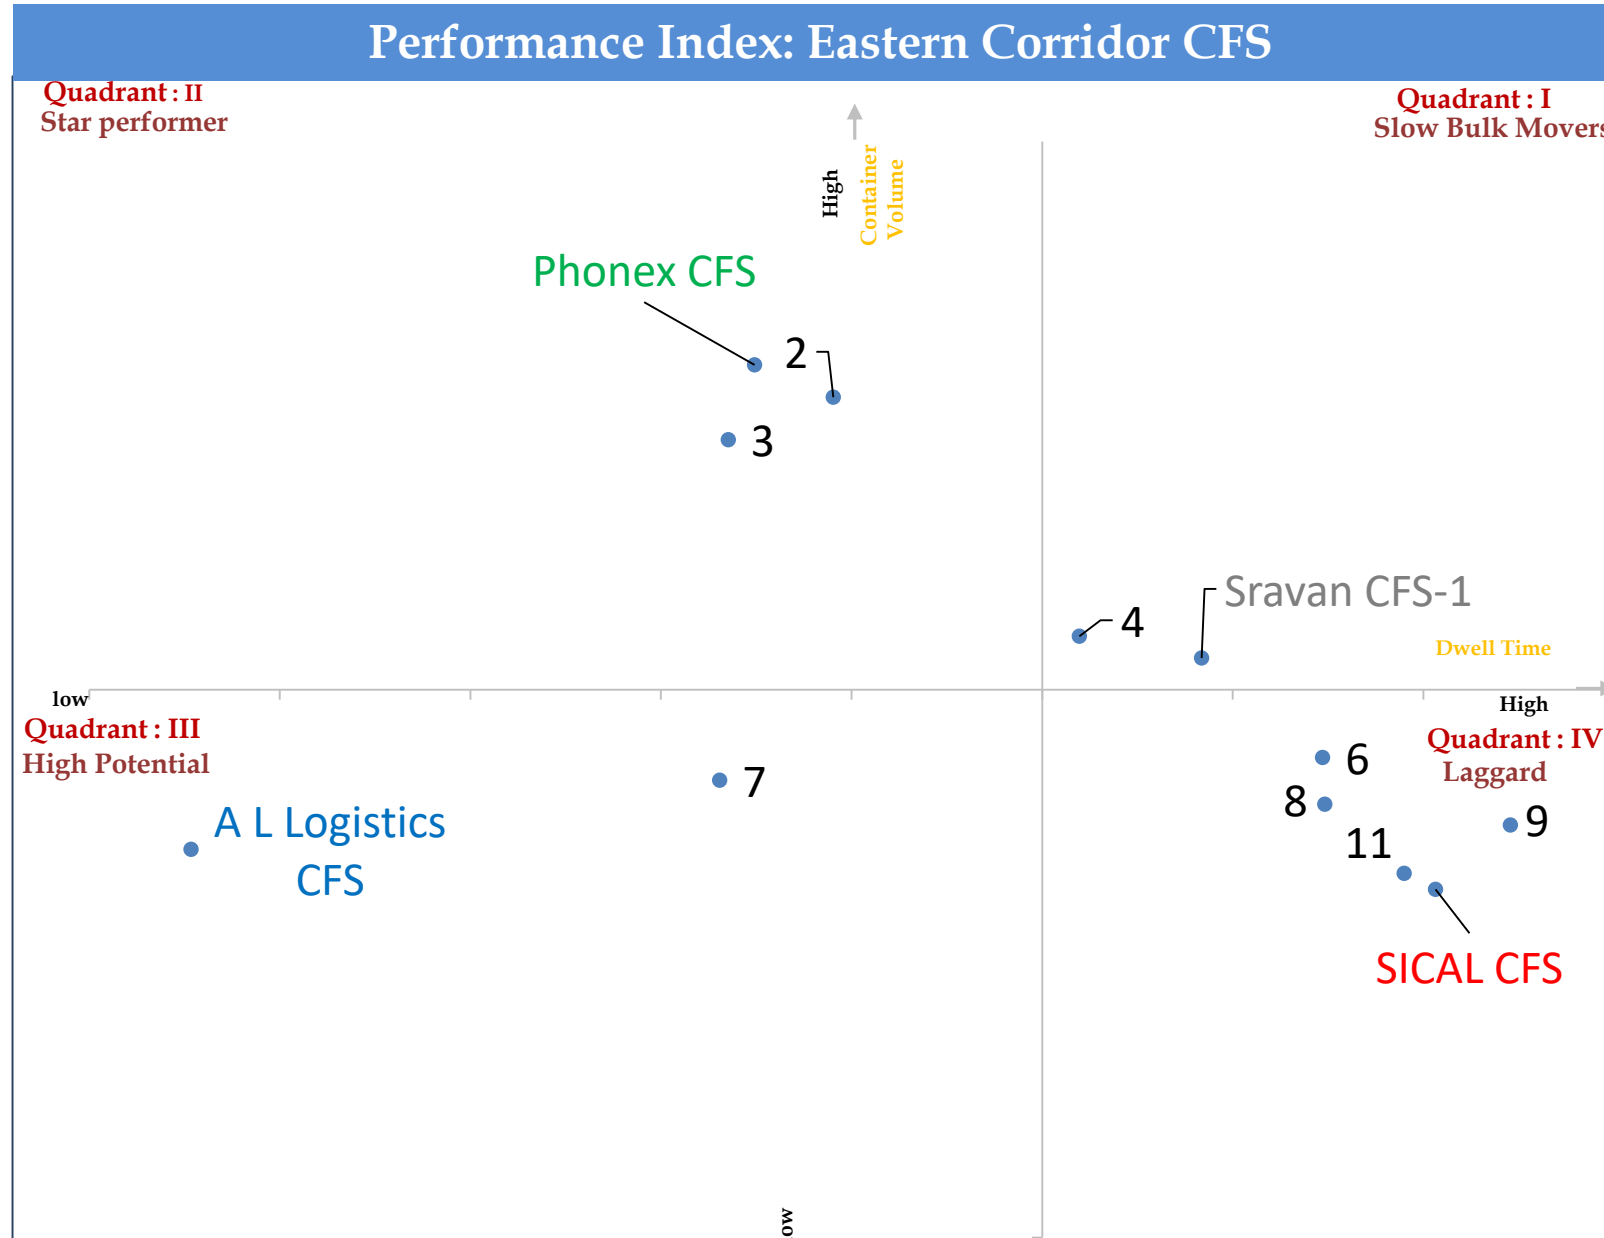 Performance Index: Eastern Corridor CFS
Quadrant : II
Star performer
Quadrant : I
Slow Bulk Movers
High
Container
Volume
Phonex CFS
2
3
Sravan CFS-1
4
Dwell Time
low
High
Quadrant : III
High Potential
Quadrant : IV
Laggard
7
6
8
9
A L Logistics
CFS
11
SICAL CFS
ow